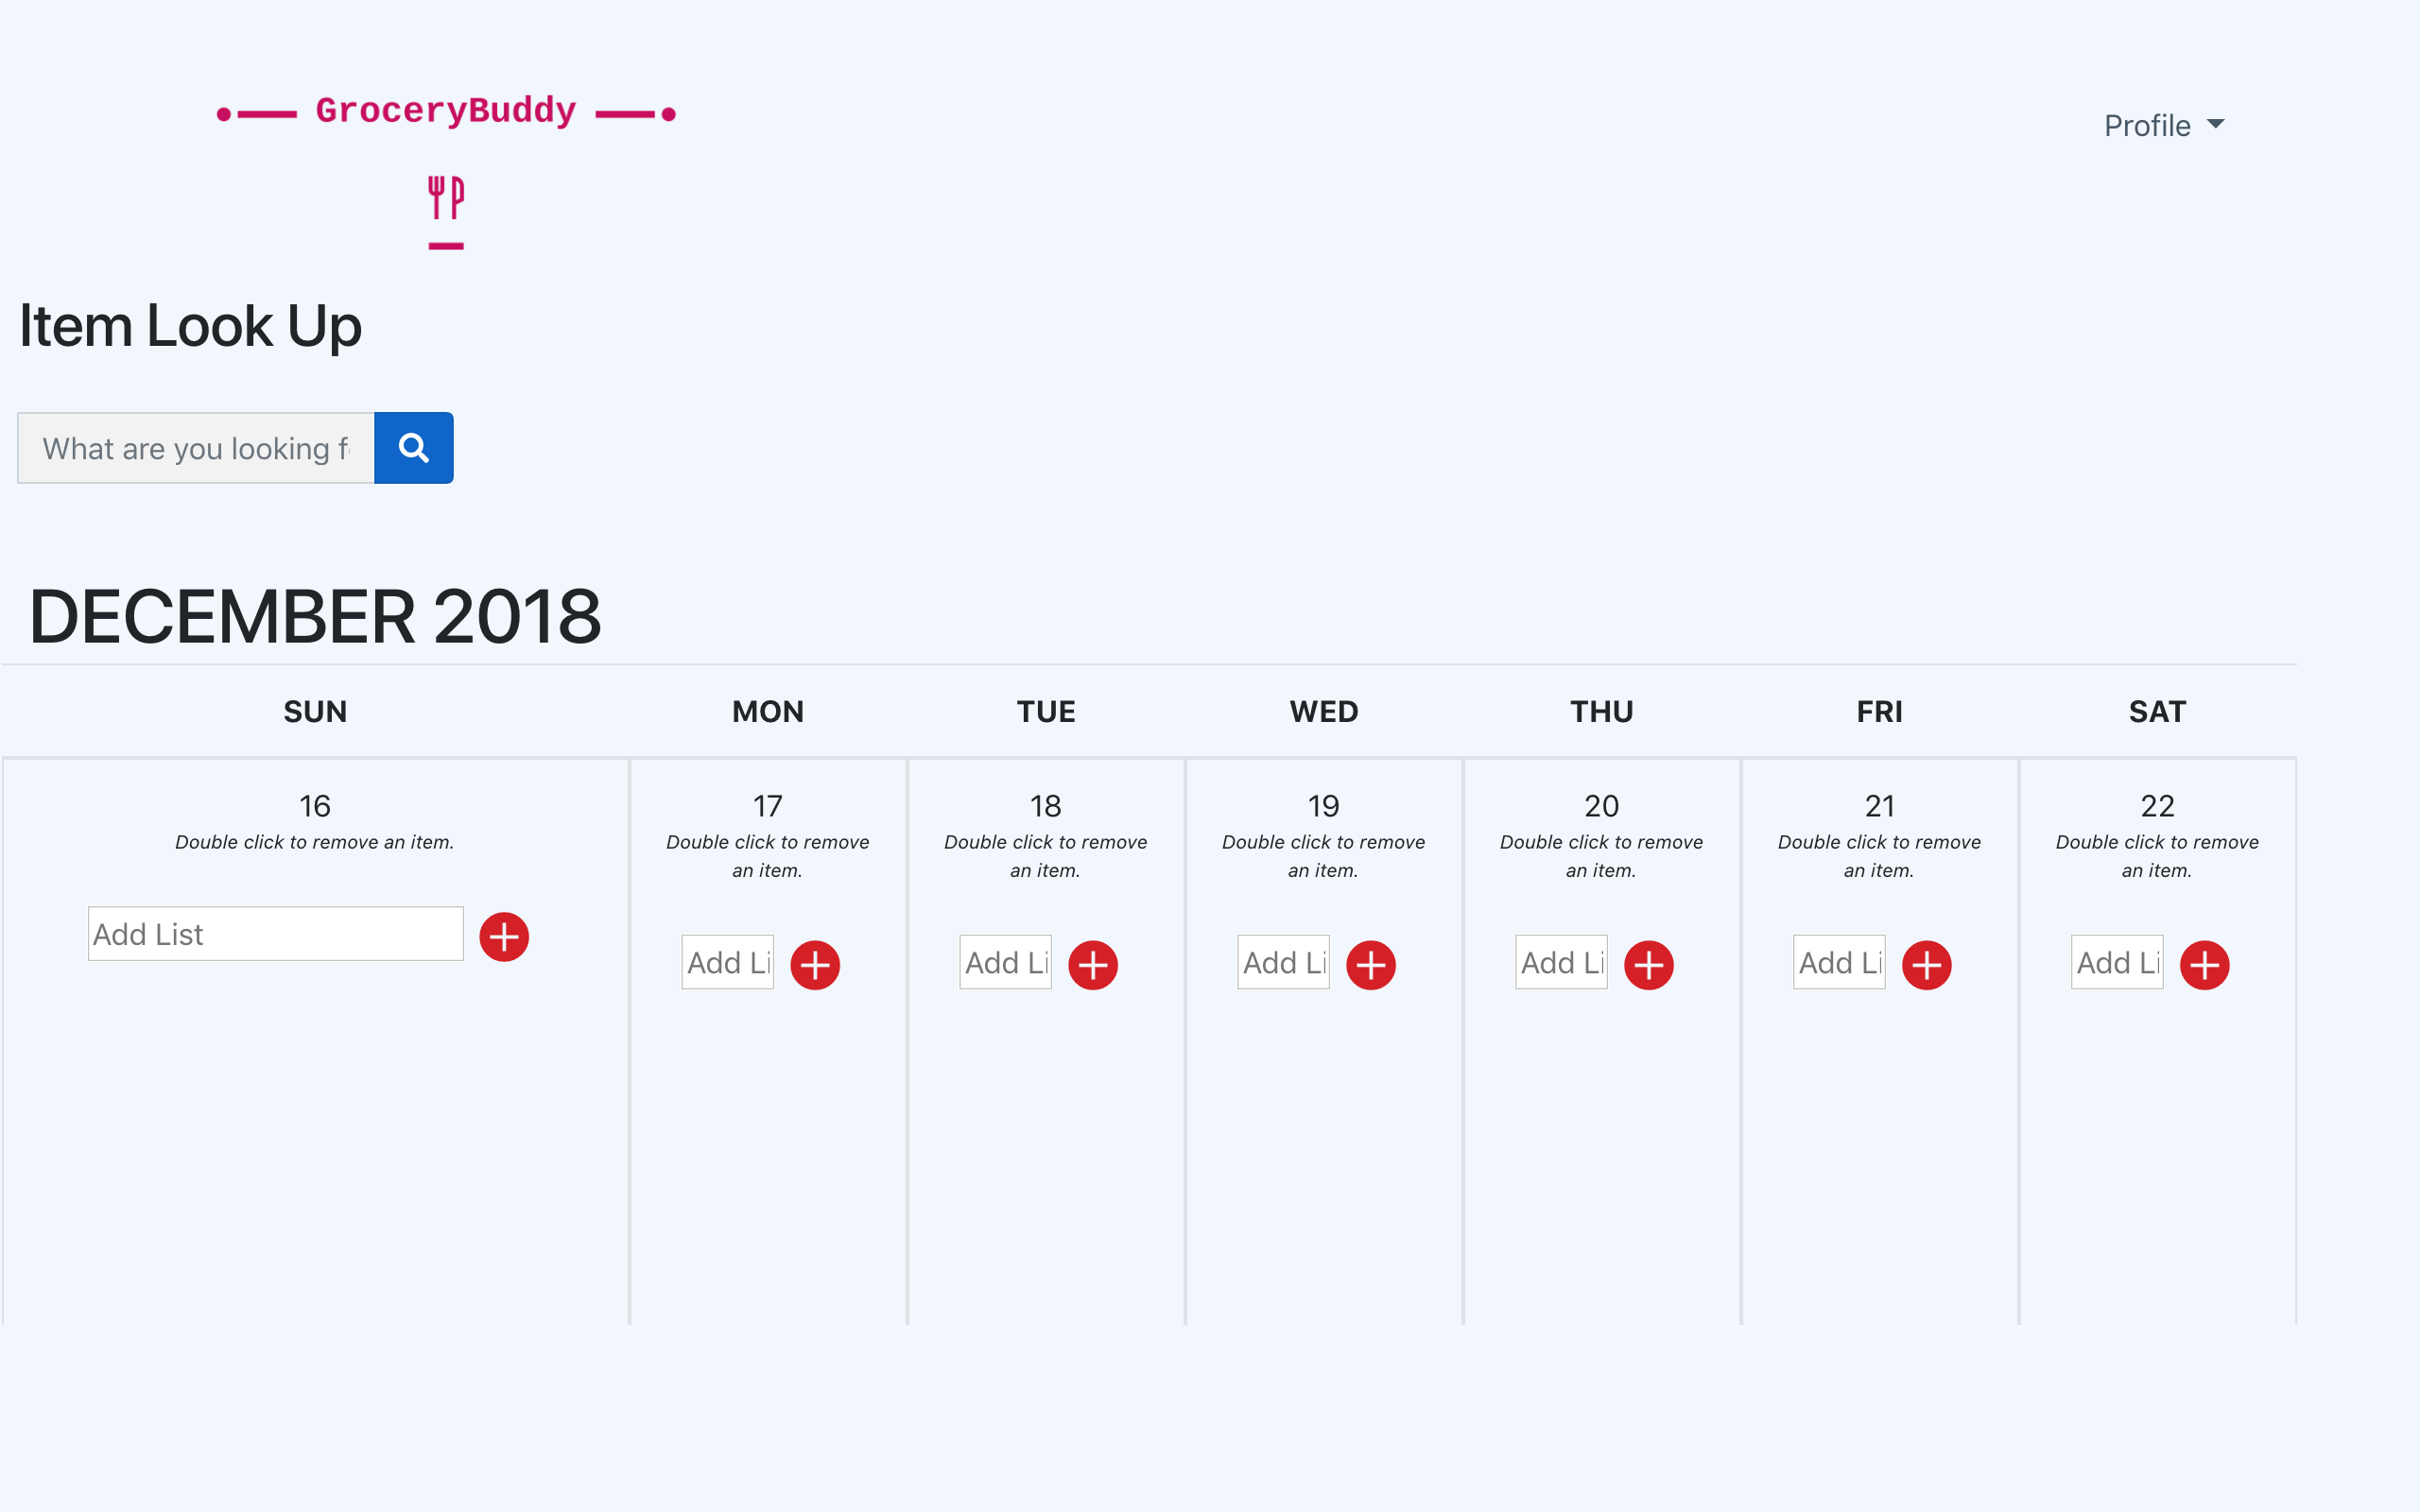 GroceryBuddy
Profile
Item Look Up
What are you looking f
DECEMBER 2018
SUN MON TUE WED THU FRI SAT
16 17 18 19 20 21 22
Double click to remove an item.
Double click to remove
an item.
Double click to remove
an item.
Double click to remove
an item.
Double click to remove
an item.
Double click to remove
an item.
Double click to remove
an item.
Add List
Add Li
Add Li
Add Li
Add Li
Add Li
Add Li